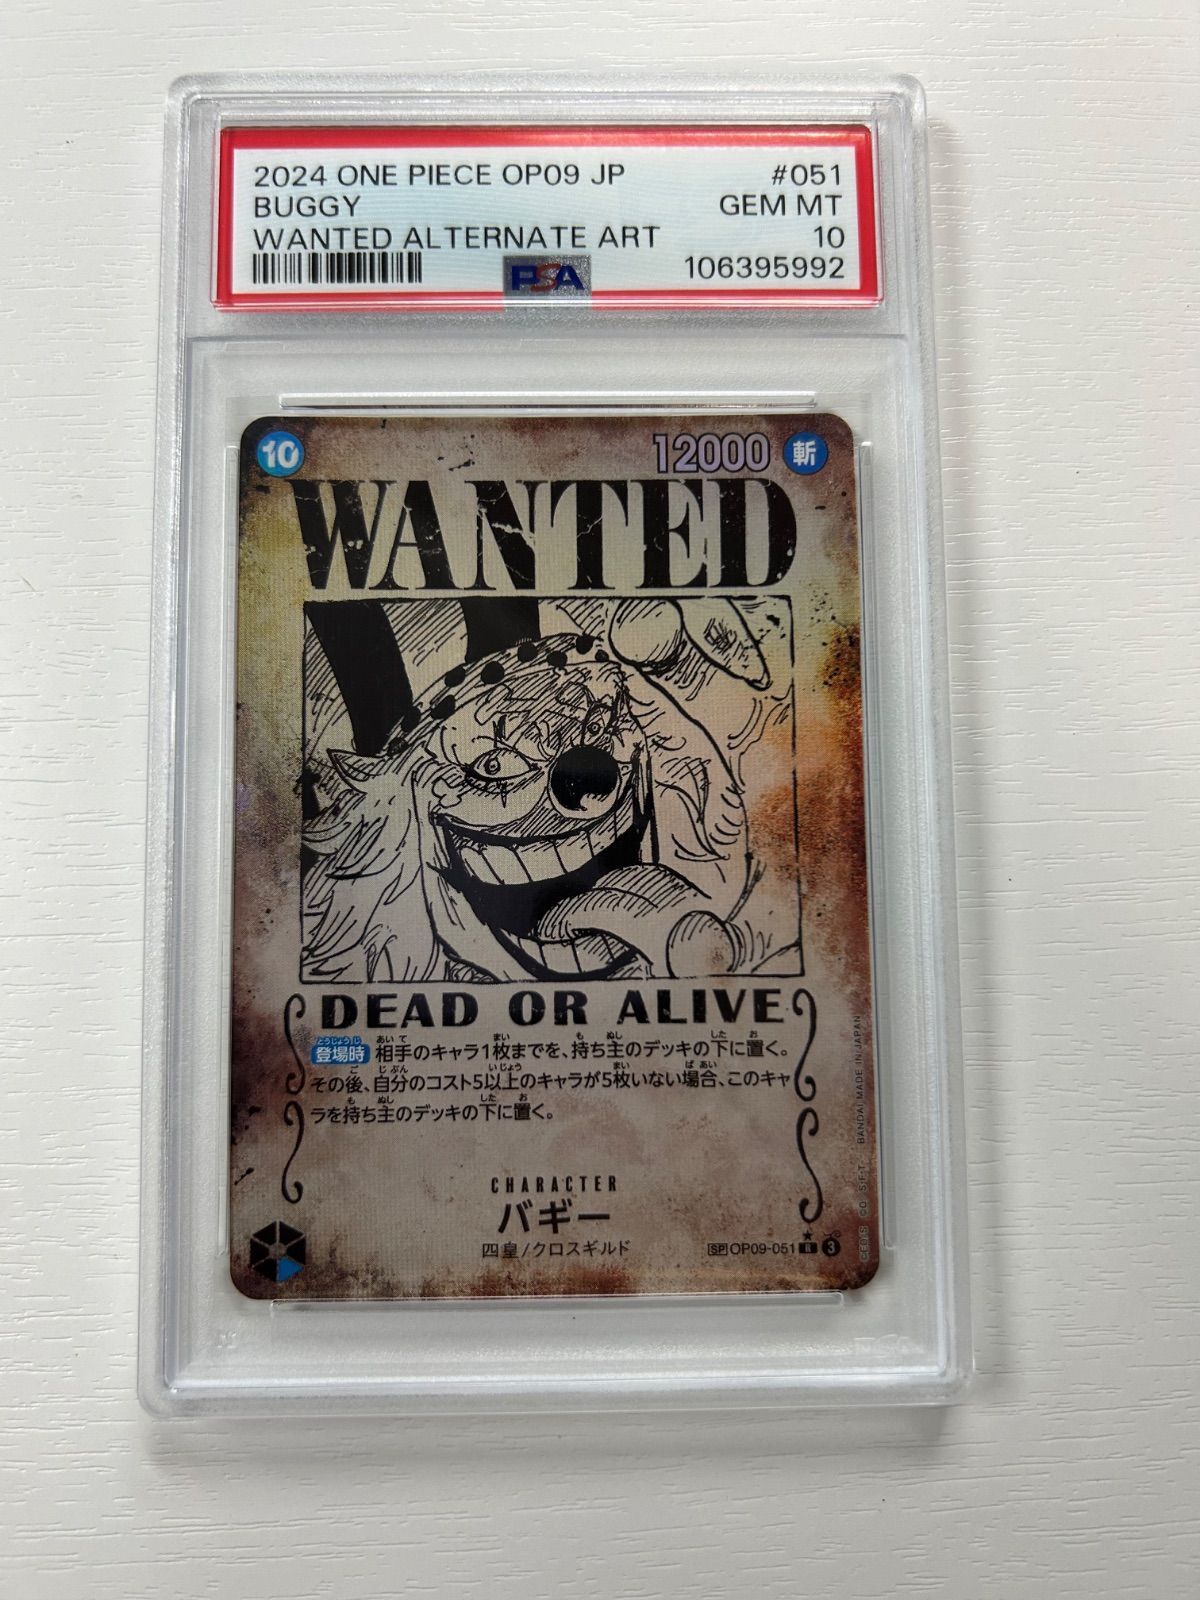 2024 ONE PIECE OP09 JP #051
BUGGY GEM MT
WANTED ALTERNATE ART 10
PSA 106395992
10 12000 斬
WANTED
DEAD OR ALIVE
登場時 相手のキャラ1枚までを、持ち主のデッキの下に置く。
その後、自分のコスト5以上のキャラが5枚いない場合、このキャ
ラを持ち主のデッキの下に置く。
CHARACTER
バギー
四皇/クロスギルド
SP OP09-051 R 3
BANDAI MADE IN JAPAN